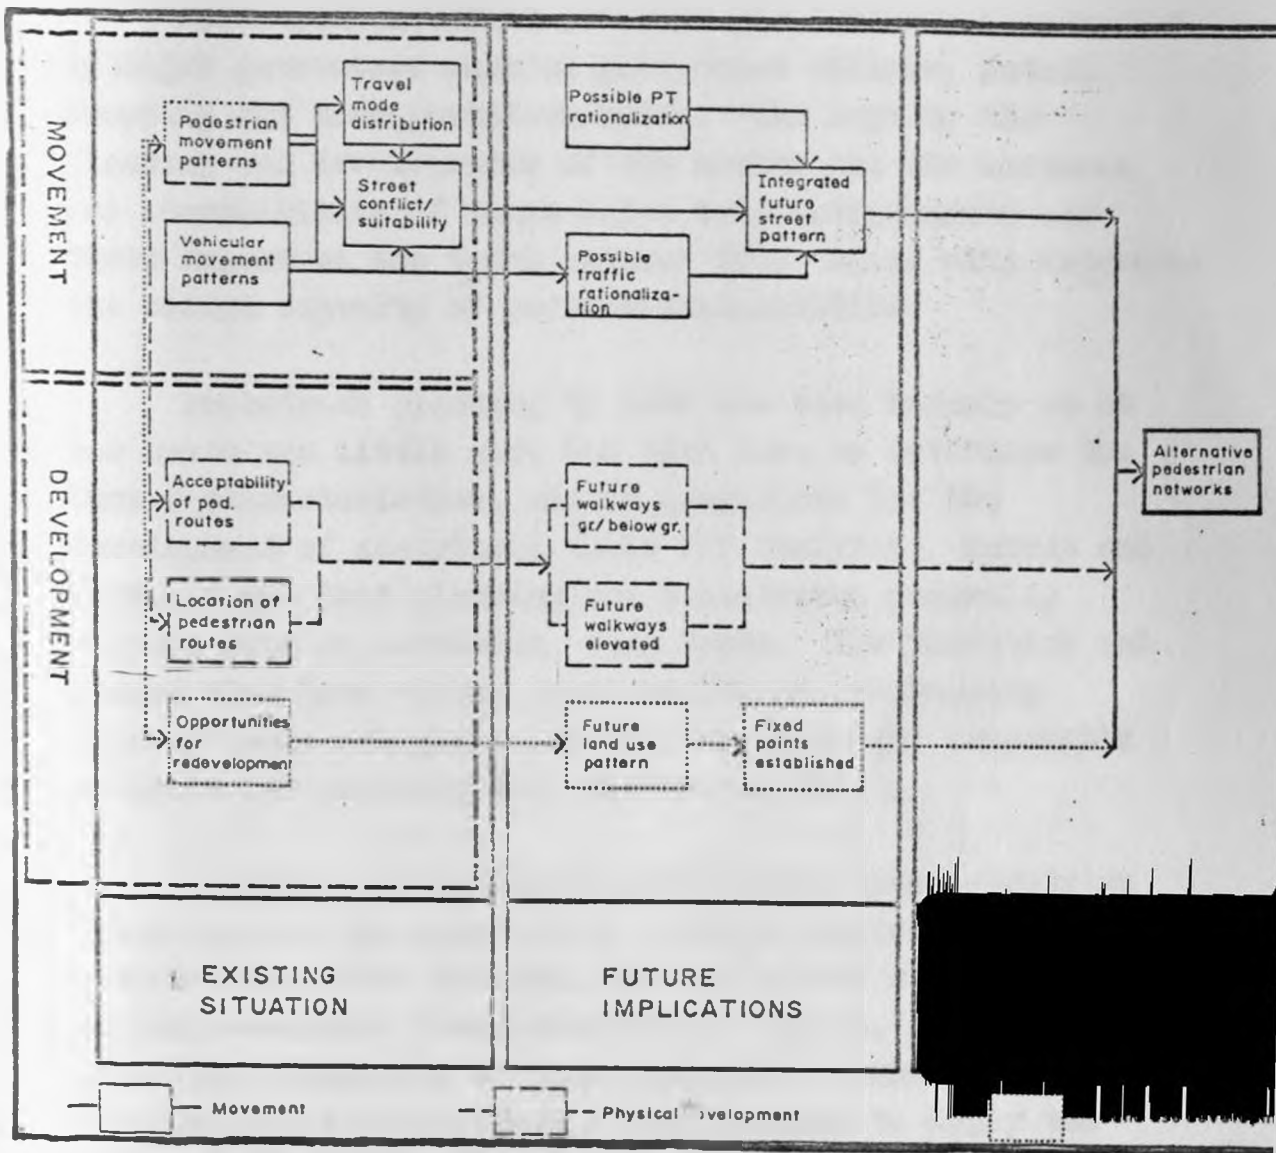 MOVEMENT
Pedestrian
movement
patterns
Vehicular
movement
patterns
Travel
mode
distribution
Street
conflict/
suitability
Possible PT
rationalization
Possible
traffic
rationaliza-
tion
Integrated
future
street
pattern
DEVELOPMENT
Acceptability
of ped.
routes
Location of
pedestrian
routes
Opportunities
for
redevelopment
Future
walkways
gr./below gr.
Future
walkways
elevated
Future
land use
pattern
Fixed
points
established
Alternative
pedestrian
networks
EXISTING
SITUATION
FUTURE
IMPLICATIONS
Movement
Physical